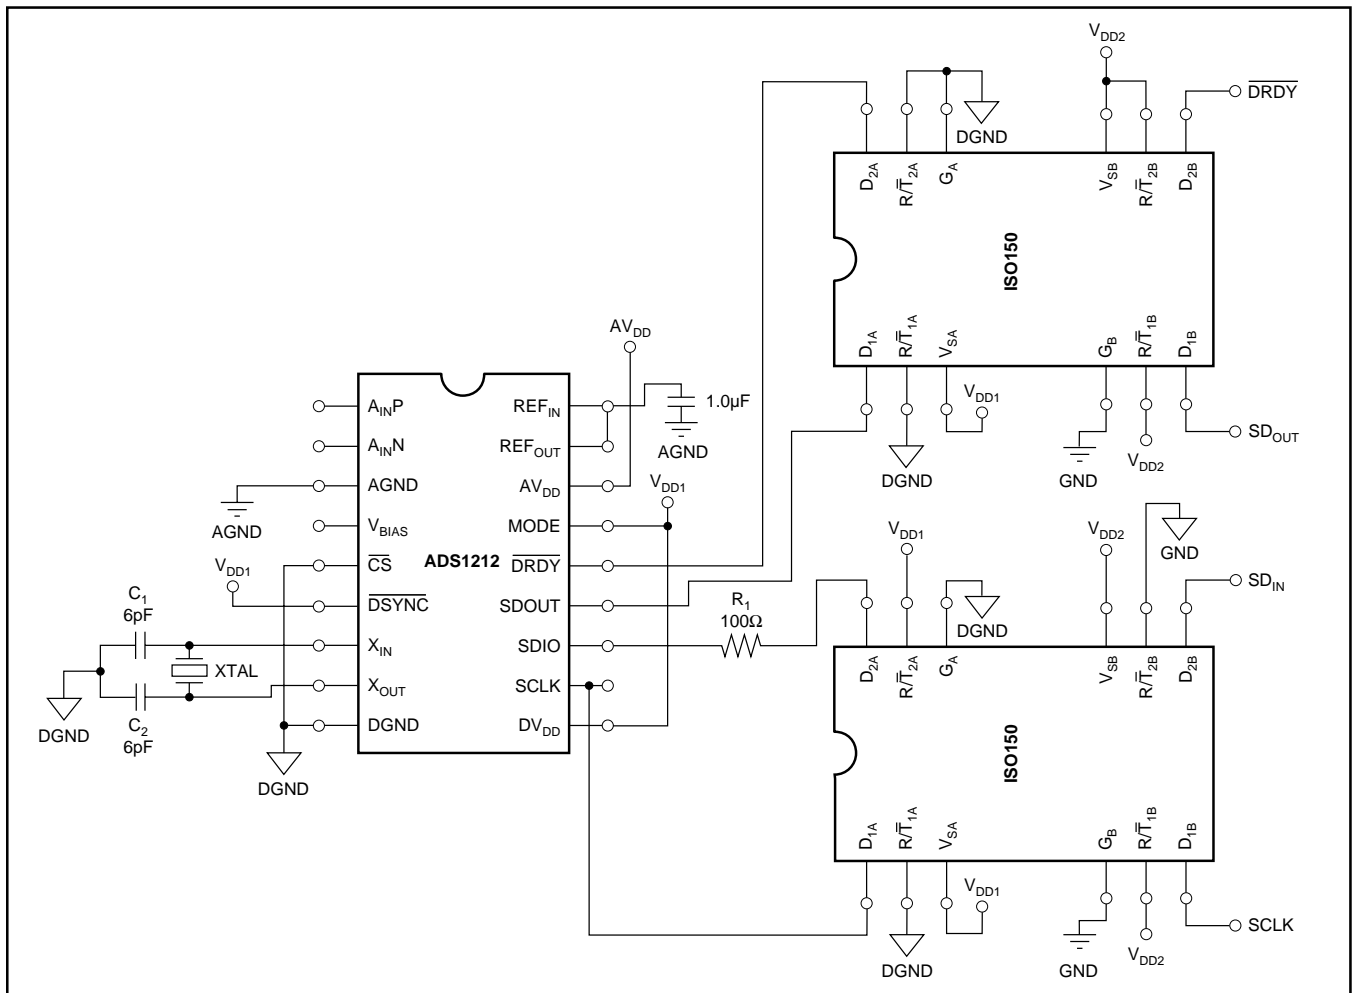 V_DD2
DRDY
DGND
D_2A
R/T_2A
G_A
V_SB
R/T_2B
D_2B
ISO150
D_1A
R/T_1A
V_SA
G_B
R/T_1B
D_1B
V_DD1
DGND
GND
V_DD2
SD_OUT
AV_DD
1.0µF
AGND
A_INP
A_INN
AGND
V_BIAS
CS
DSYNC
X_IN
X_OUT
DGND
ADS1212
REF_IN
REF_OUT
AV_DD
MODE
DRDY
SDOUT
SDIO
SCLK
DV_DD
AGND
V_DD1
V_DD1
C_1
6pF
XTAL
C_2
6pF
DGND
DGND
R_1
100Ω
V_DD1
DGND
V_DD2
GND
SD_IN
D_2A
R/T_2A
G_A
V_SB
R/T_2B
D_2B
ISO150
D_1A
R/T_1A
V_SA
G_B
R/T_1B
D_1B
V_DD1
DGND
GND
V_DD2
SCLK